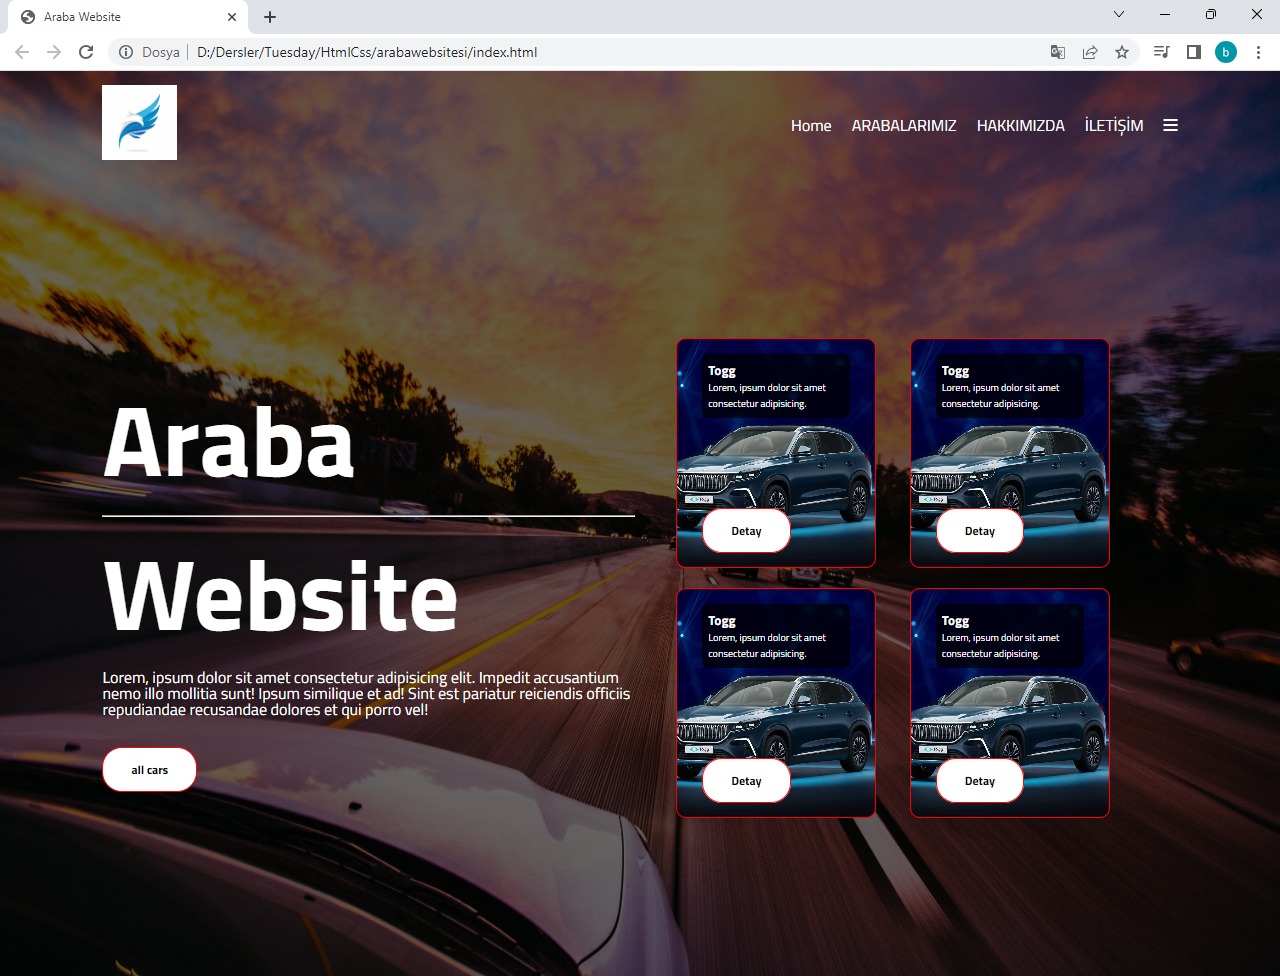 Araba Website
Dosya
D:/Dersler/Tuesday/HtmlCss/arabawebsitesi/index.html
b
Home
ARABALARIMIZ
HAKKIMIZDA
İLETİŞİM
Araba
Website
Lorem, ipsum dolor sit amet consectetur adipisicing elit. Impedit accusantium
nemo illo mollitia sunt! Ipsum similique et ad! Sint est pariatur reiciendis officiis
repudiandae recusandae dolores et qui porro vel!
all cars
Togg
Lorem, ipsum dolor sit amet
consectetur adipisicing.
Detay
Togg
Lorem, ipsum dolor sit amet
consectetur adipisicing.
Detay
Togg
Lorem, ipsum dolor sit amet
consectetur adipisicing.
Detay
Togg
Lorem, ipsum dolor sit amet
consectetur adipisicing.
Detay